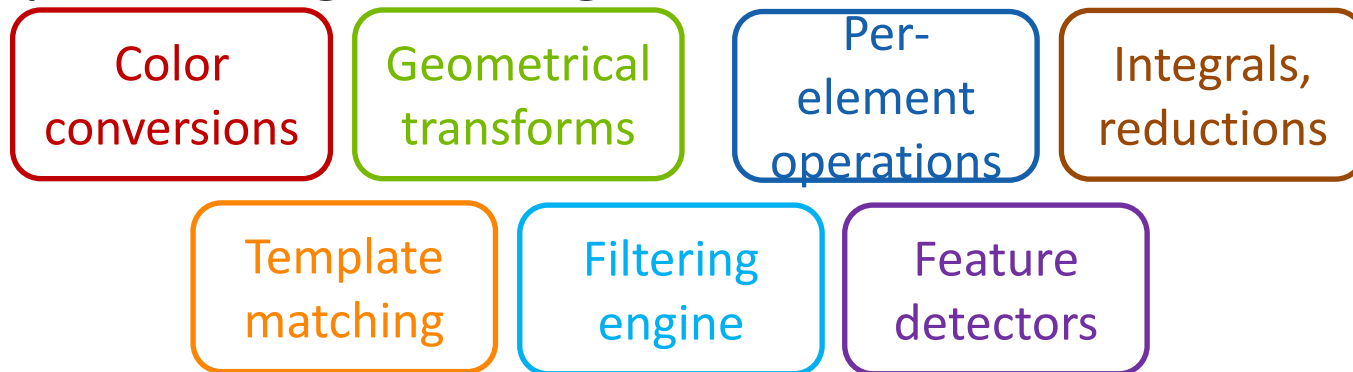 Color
conversions
Geometrical
transforms
Per-
element
operations
Integrals,
reductions
Template
matching
Filtering
engine
Feature
detectors